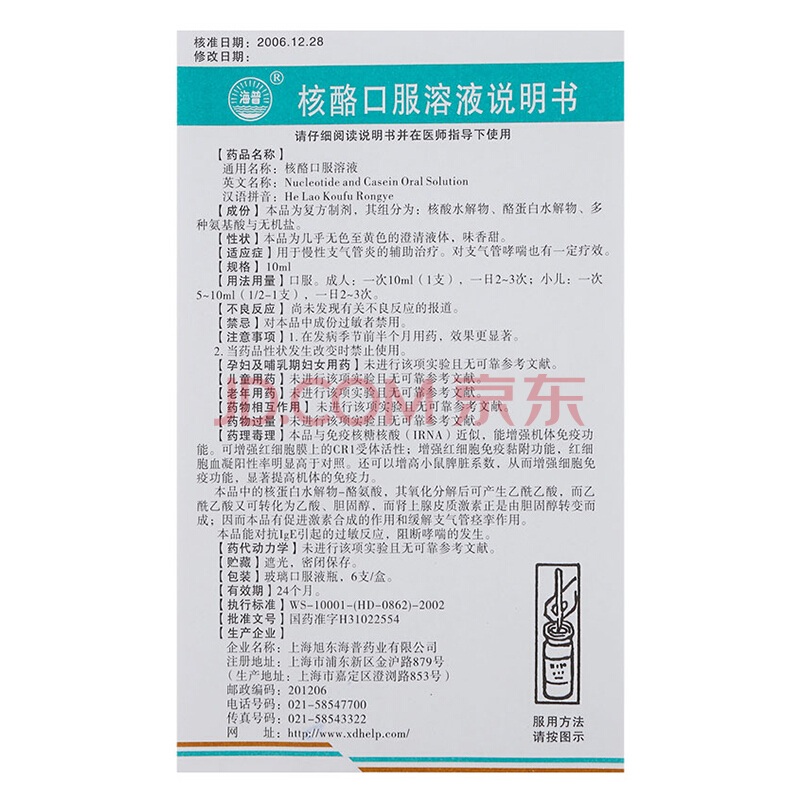 核准日期：2006.12.28
修改日期：
海普®
核酪口服溶液说明书
请仔细阅读说明书并在医师指导下使用
【药品名称】
通用名称：核酪口服溶液
英文名称：Nucleotide and Casein Oral Solution
汉语拼音：He Lao Koufu Rongye
【成份】本品为复方制剂，其组分为：核酸水解物、酪蛋白水解物、多
种氨基酸与无机盐。
【性状】本品为几乎无色至黄色的澄清液体，味香甜。
【适应症】用于慢性支气管炎的辅助治疗。对支气管哮喘也有一定疗效。
【规格】10ml
【用法用量】口服。成人：一次10ml（1支），一日2~3次；小儿：一次
5~10ml（1/2-1支），一日2~3次。
【不良反应】尚未发现有关不良反应的报道。
【禁忌】对本品中成份过敏者禁用。
【注意事项】1.在发病季节前半个月用药，效果更显著。
2.当药品性状发生改变时禁止使用。
【孕妇及哺乳期妇女用药】未进行该项实验且无可靠参考文献。
【儿童用药】未进行该项实验且无可靠参考文献。
【老年用药】未进行该项实验且无可靠参考文献。
【药物相互作用】未进行该项实验且无可靠参考文献。
【药物过量】未进行该项实验且无可靠参考文献。
JD.COM京东
【药理毒理】本品与免疫核糖核酸（IRNA）近似，能增强机体免疫功
能。可增强红细胞膜上的CR1受体活性；增强红细胞免疫黏附功能，红细
胞血凝阳性率明显高于对照。还可以增高小鼠脾脏系数，从而增强细胞免
疫功能，显著提高机体的免疫力。
本品中的核蛋白水解物-酪氨酸，其氧化分解后可产生乙酰乙酸，而乙
酰乙酸又可转化为乙酸、胆固醇，而肾上腺皮质激素正是由胆固醇转变而
成；因而本品有促进激素合成的作用和缓解支气管痉挛作用。
本品能对抗IgE引起的过敏反应，阻断哮喘的发生。
【药代动力学】未进行该项实验且无可靠参考文献。
【贮藏】遮光，密闭保存。
【包装】玻璃口服液瓶，6支/盒。
【有效期】24个月。
【执行标准】WS-10001-(HD-0862)-2002
【批准文号】国药准字H31022554
【生产企业】
企业名称：上海旭东海普药业有限公司
注册地址：上海市浦东新区金沪路879号
（生产地址：上海市嘉定区澄浏路853号）
邮政编码：201206
电话号码：021-58547700
传真号码：021-58543322
网 址：http://www.xdhelp.com/
服用方法
请按图示